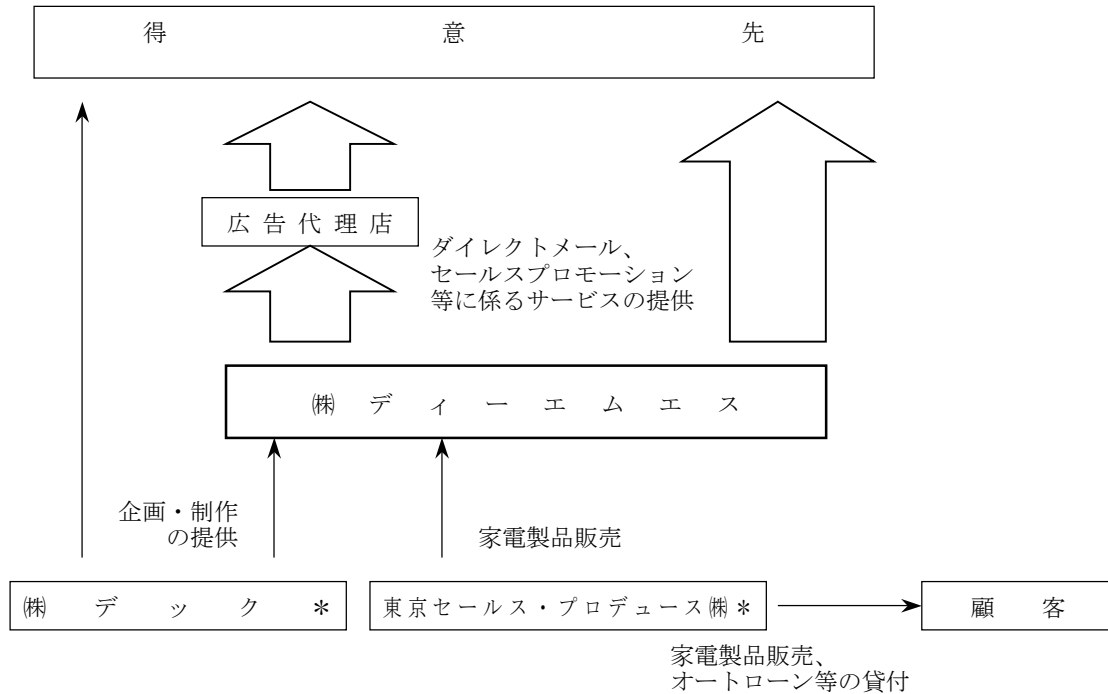 得意先
広告代理店
ダイレクトメール、
セールスプロモーション
等に係るサービスの提供
㈱ディーエムエス
企画・制作
の提供
家電製品販売
㈱デック＊
東京セールス・プロデュース㈱＊
顧客
家電製品販売、
オートローン等の貸付